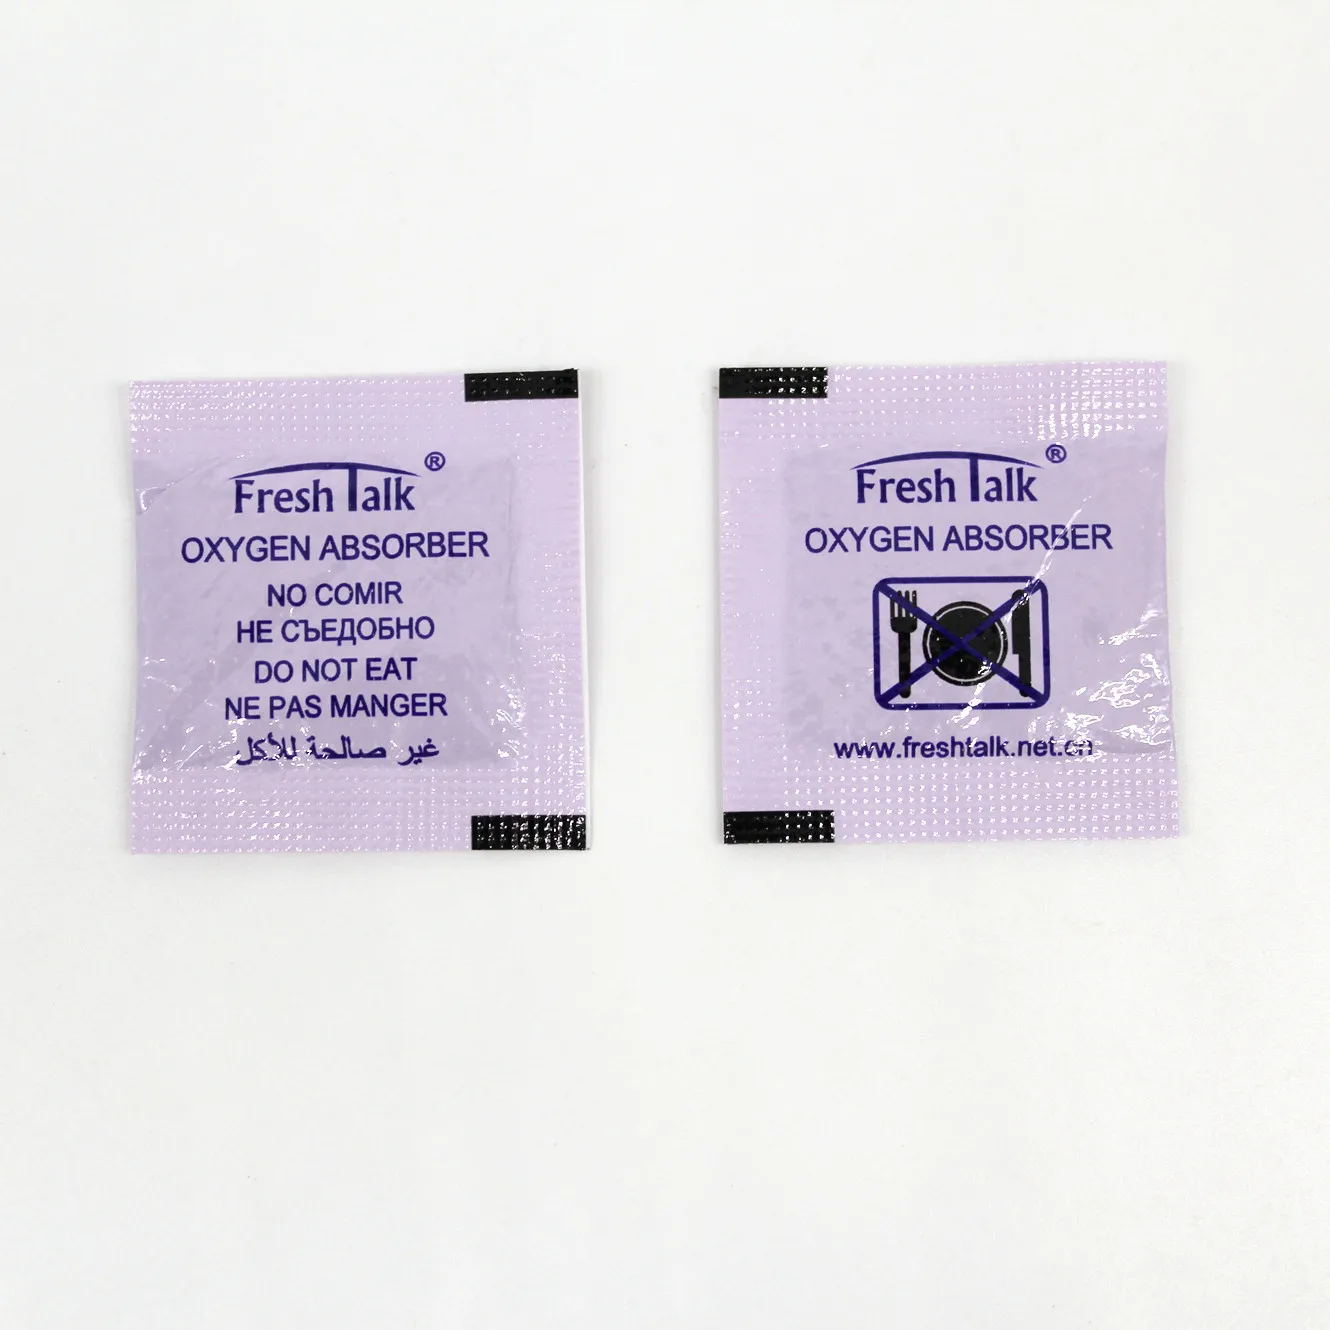 Fresh Talk®
OXYGEN ABSORBER
NO COMIR
НЕ СЪЕДОБНО
DO NOT EAT
NE PAS MANGER
غير صالحة للأكل
Fresh Talk®
OXYGEN ABSORBER
www.freshtalk.net.cn